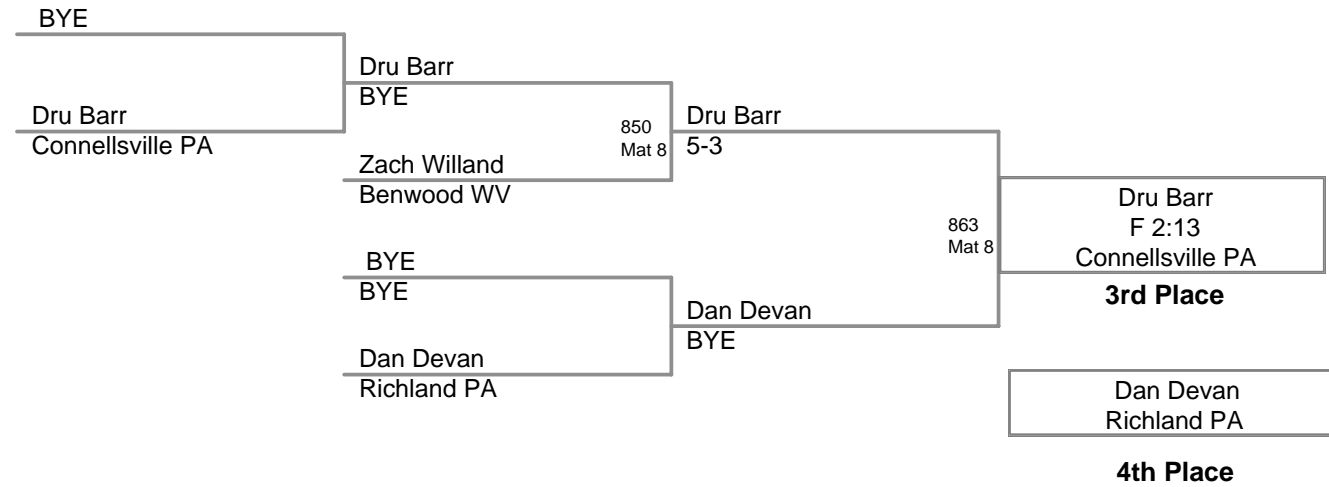 BYE
Dru Barr
Connellsville PA
Dru Barr
BYE
Zach Willand
Benwood WV
BYE
BYE
Dan Devan
Richland PA
850
Mat 8
Dru Barr
5-3
Dan Devan
BYE
863
Mat 8
Dru Barr
F 2:13
Connellsville PA
3rd Place
Dan Devan
Richland PA
4th Place